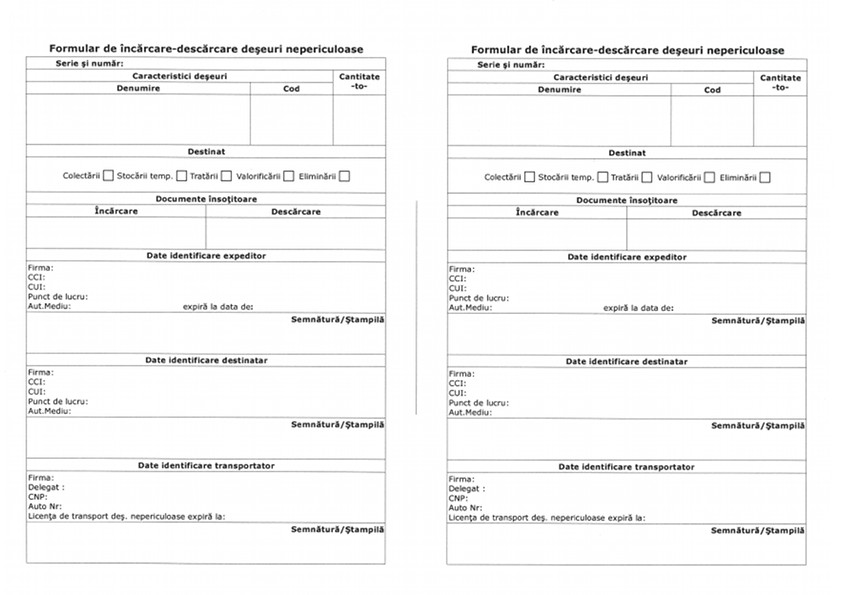 Formular de încărcare-descărcare deşeuri nepericuloase
Serie şi număr:
Caracteristici deşeuri
Cantitate
-to-
Denumire
Cod
Destinat
Colectării Stocării temp. Tratării Valorificării Eliminării
Documente însoţitoare
Încărcare
Descărcare
Date identificare expeditor
Firma:
CCI:
CUI:
Punct de lucru:
Aut.Mediu: expiră la data de:
Semnătură/Ştampilă
Date identificare destinatar
Firma:
CCI:
CUI:
Punct de lucru:
Aut.Mediu:
Semnătură/Ştampilă
Date identificare transportator
Firma:
Delegat :
CNP:
Auto Nr:
Licenţa de transport deş. nepericuloase expiră la:
Semnătură/Ştampilă
Formular de încărcare-descărcare deşeuri nepericuloase
Serie şi număr:
Caracteristici deşeuri
Cantitate
-to-
Denumire
Cod
Destinat
Colectării Stocării temp. Tratării Valorificării Eliminării
Documente însoţitoare
Încărcare
Descărcare
Date identificare expeditor
Firma:
CCI:
CUI:
Punct de lucru:
Aut.Mediu: expiră la data de:
Semnătură/Ştampilă
Date identificare destinatar
Firma:
CCI:
CUI:
Punct de lucru:
Aut.Mediu:
Semnătură/Ştampilă
Date identificare transportator
Firma:
Delegat :
CNP:
Auto Nr:
Licenţa de transport deş. nepericuloase expiră la:
Semnătură/Ştampilă